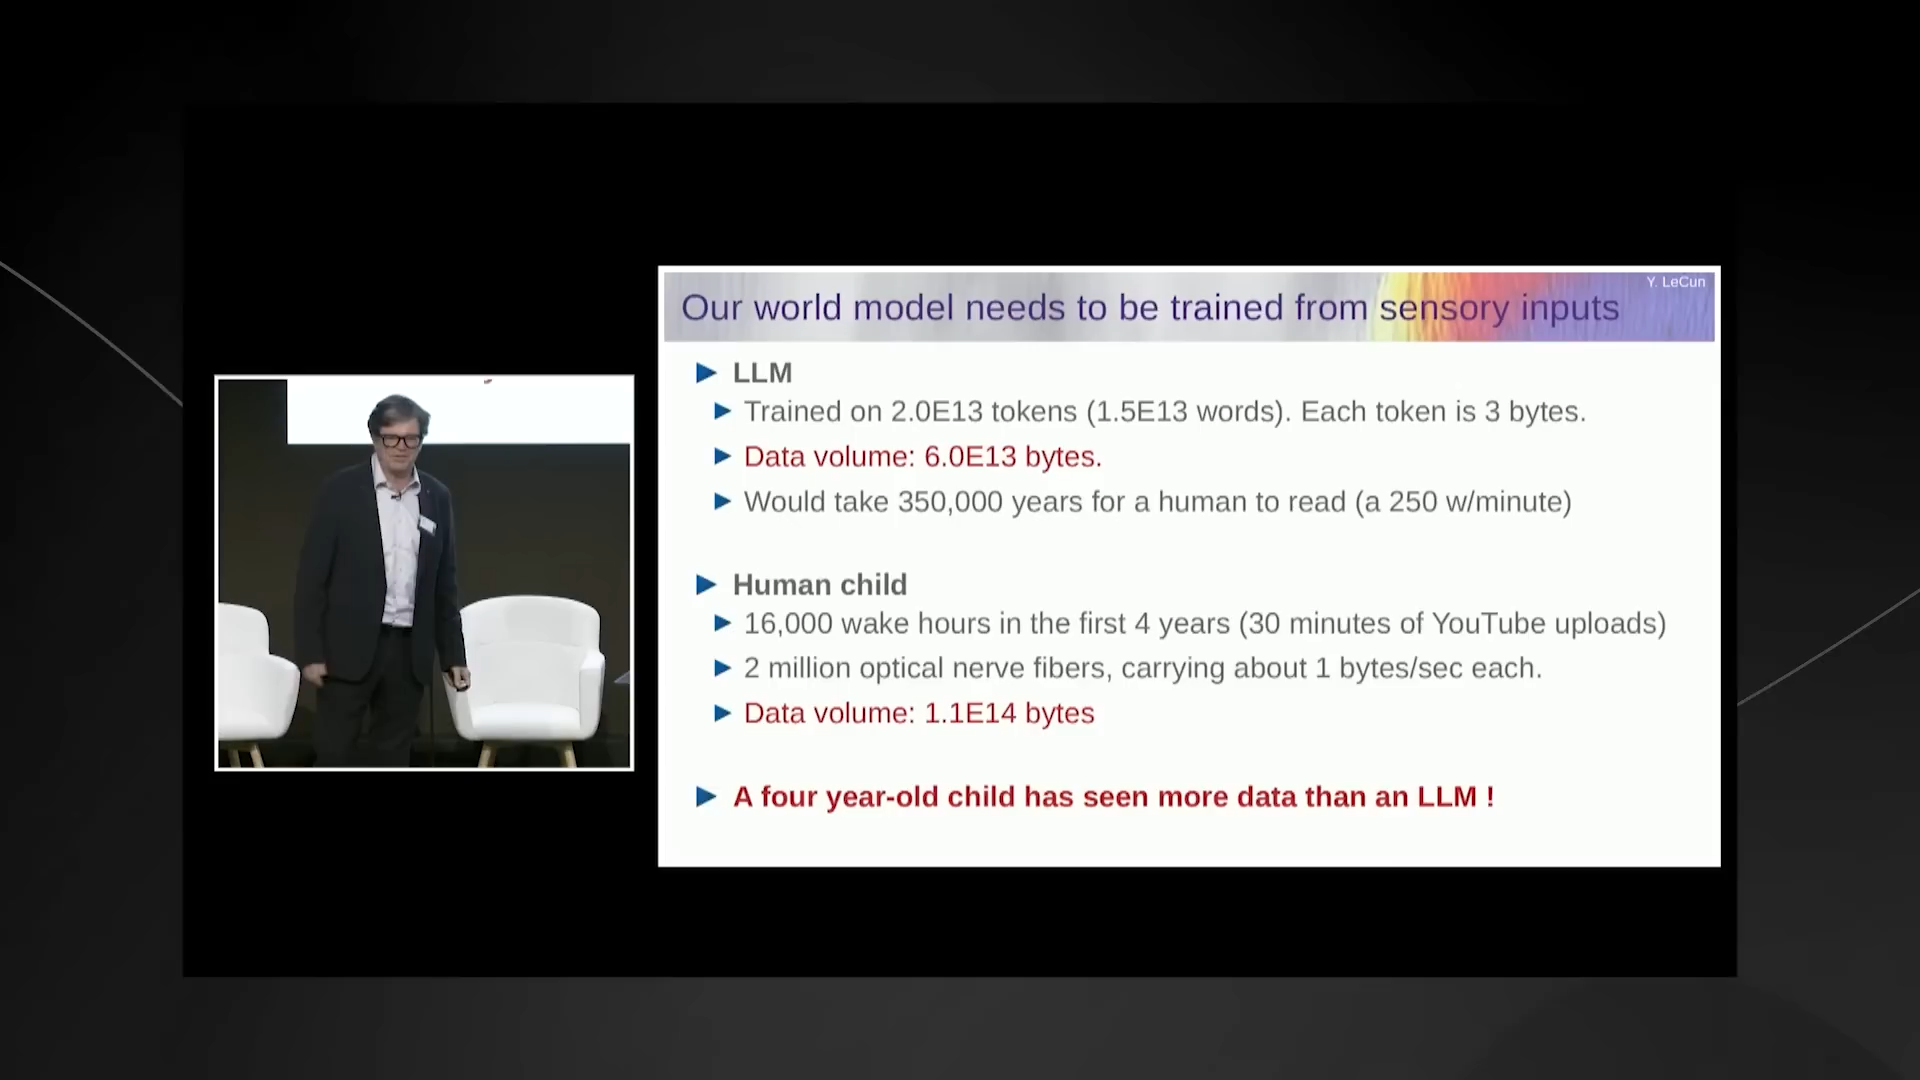 Y. LeCun
Our world model needs to be trained from sensory inputs
LLM
Trained on 2.0E13 tokens (1.5E13 words). Each token is 3 bytes.
Data volume: 6.0E13 bytes.
Would take 350,000 years for a human to read (a 250 w/minute)
Human child
16,000 wake hours in the first 4 years (30 minutes of YouTube uploads)
2 million optical nerve fibers, carrying about 1 bytes/sec each.
Data volume: 1.1E14 bytes
A four year-old child has seen more data than an LLM !